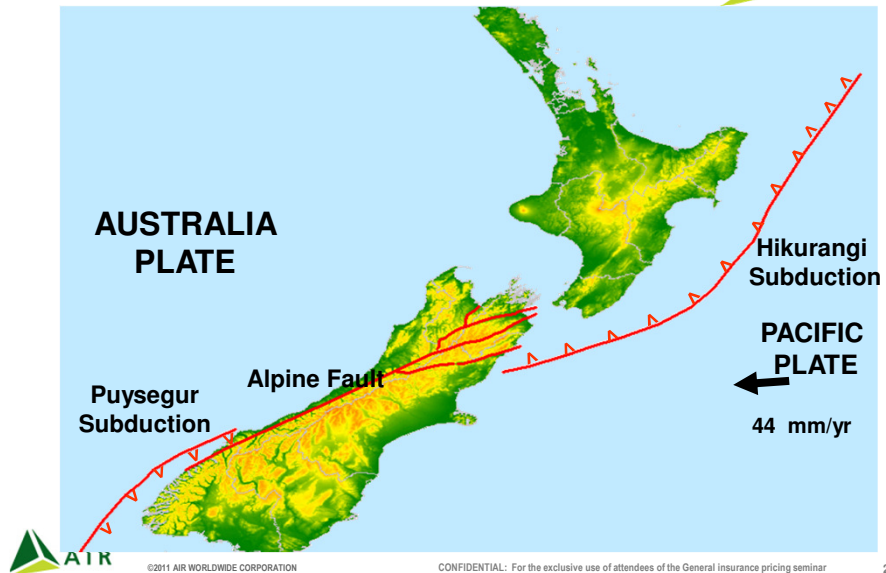 AUSTRALIA
PLATE
Hikurangi
Subduction
PACIFIC
PLATE
Alpine Fault
Puysegur
Subduction
44 mm/yr
AIR
©2011 AIR WORLDWIDE CORPORATION
CONFIDENTIAL: For the exclusive use of attendees of the General insurance pricing seminar